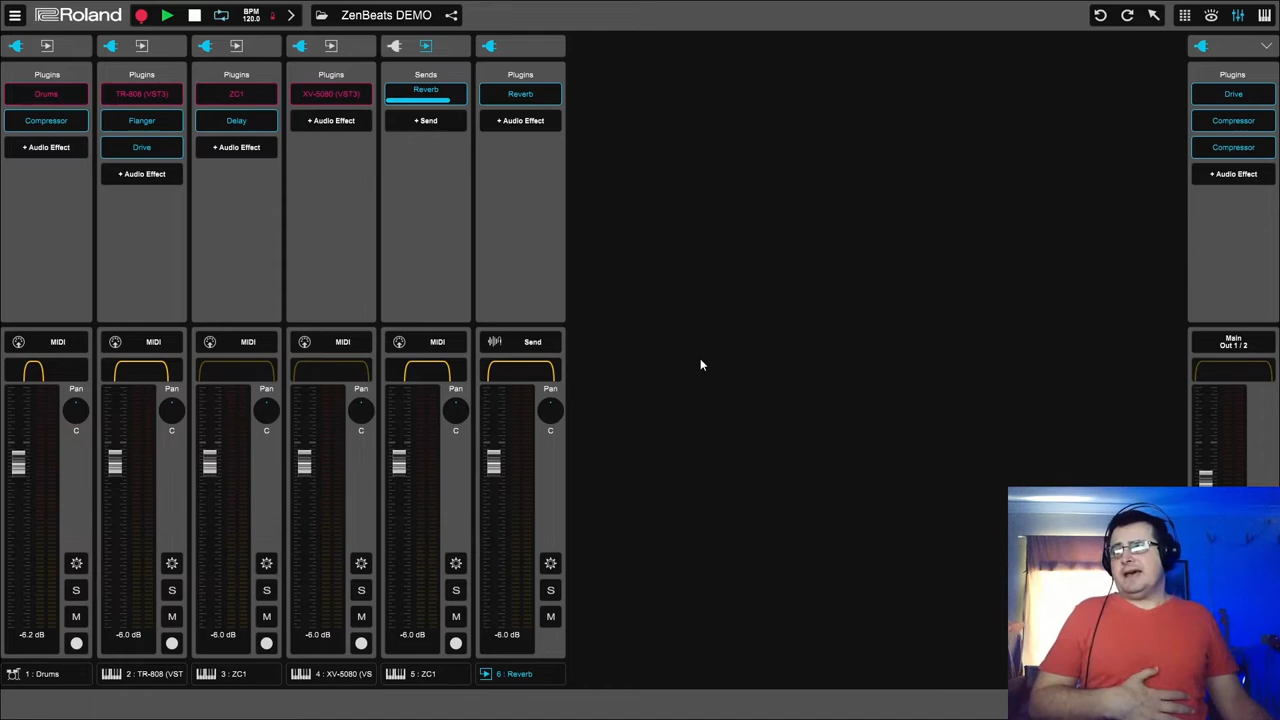 Roland
BPM
120.0
ZenBeats DEMO
Plugins Plugins Plugins Plugins Sends Plugins Plugins
Drums TR-808 (VST3) ZC1 XV-5080 (VST3) Reverb Reverb Drive
Compressor Flanger Delay + Audio Effect + Send + Audio Effect Compressor
+ Audio Effect Drive + Audio Effect Compressor
+ Audio Effect + Audio Effect
MIDI MIDI MIDI MIDI MIDI Send Main
Out 1 / 2
Pan Pan Pan Pan Pan Pan
C C C C C C
S S S S S S
M M M M M M
-6.2 dB -6.0 dB -6.0 dB -6.0 dB -6.0 dB -6.0 dB
1 : Drums 2 : TR-808 (VST 3 : ZC1 4 : XV-5080 (VS 5 : ZC1 6 : Reverb